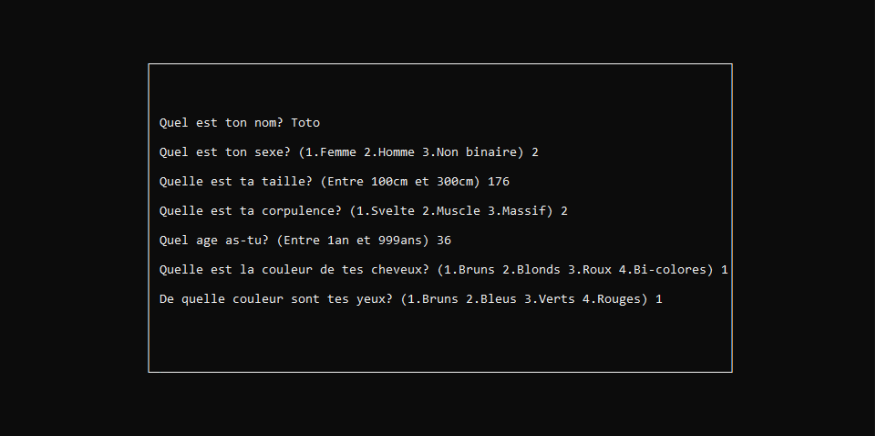 Quel est ton nom? Toto
Quel est ton sexe? (1.Femme 2.Homme 3.Non binaire) 2
Quelle est ta taille? (Entre 100cm et 300cm) 176
Quelle est ta corpulence? (1.Svelte 2.Muscle 3.Massif) 2
Quel age as-tu? (Entre 1an et 999ans) 36
Quelle est la couleur de tes cheveux? (1.Bruns 2.Blonds 3.Roux 4.Bi-colores) 1
De quelle couleur sont tes yeux? (1.Bruns 2.Bleus 3.Verts 4.Rouges) 1